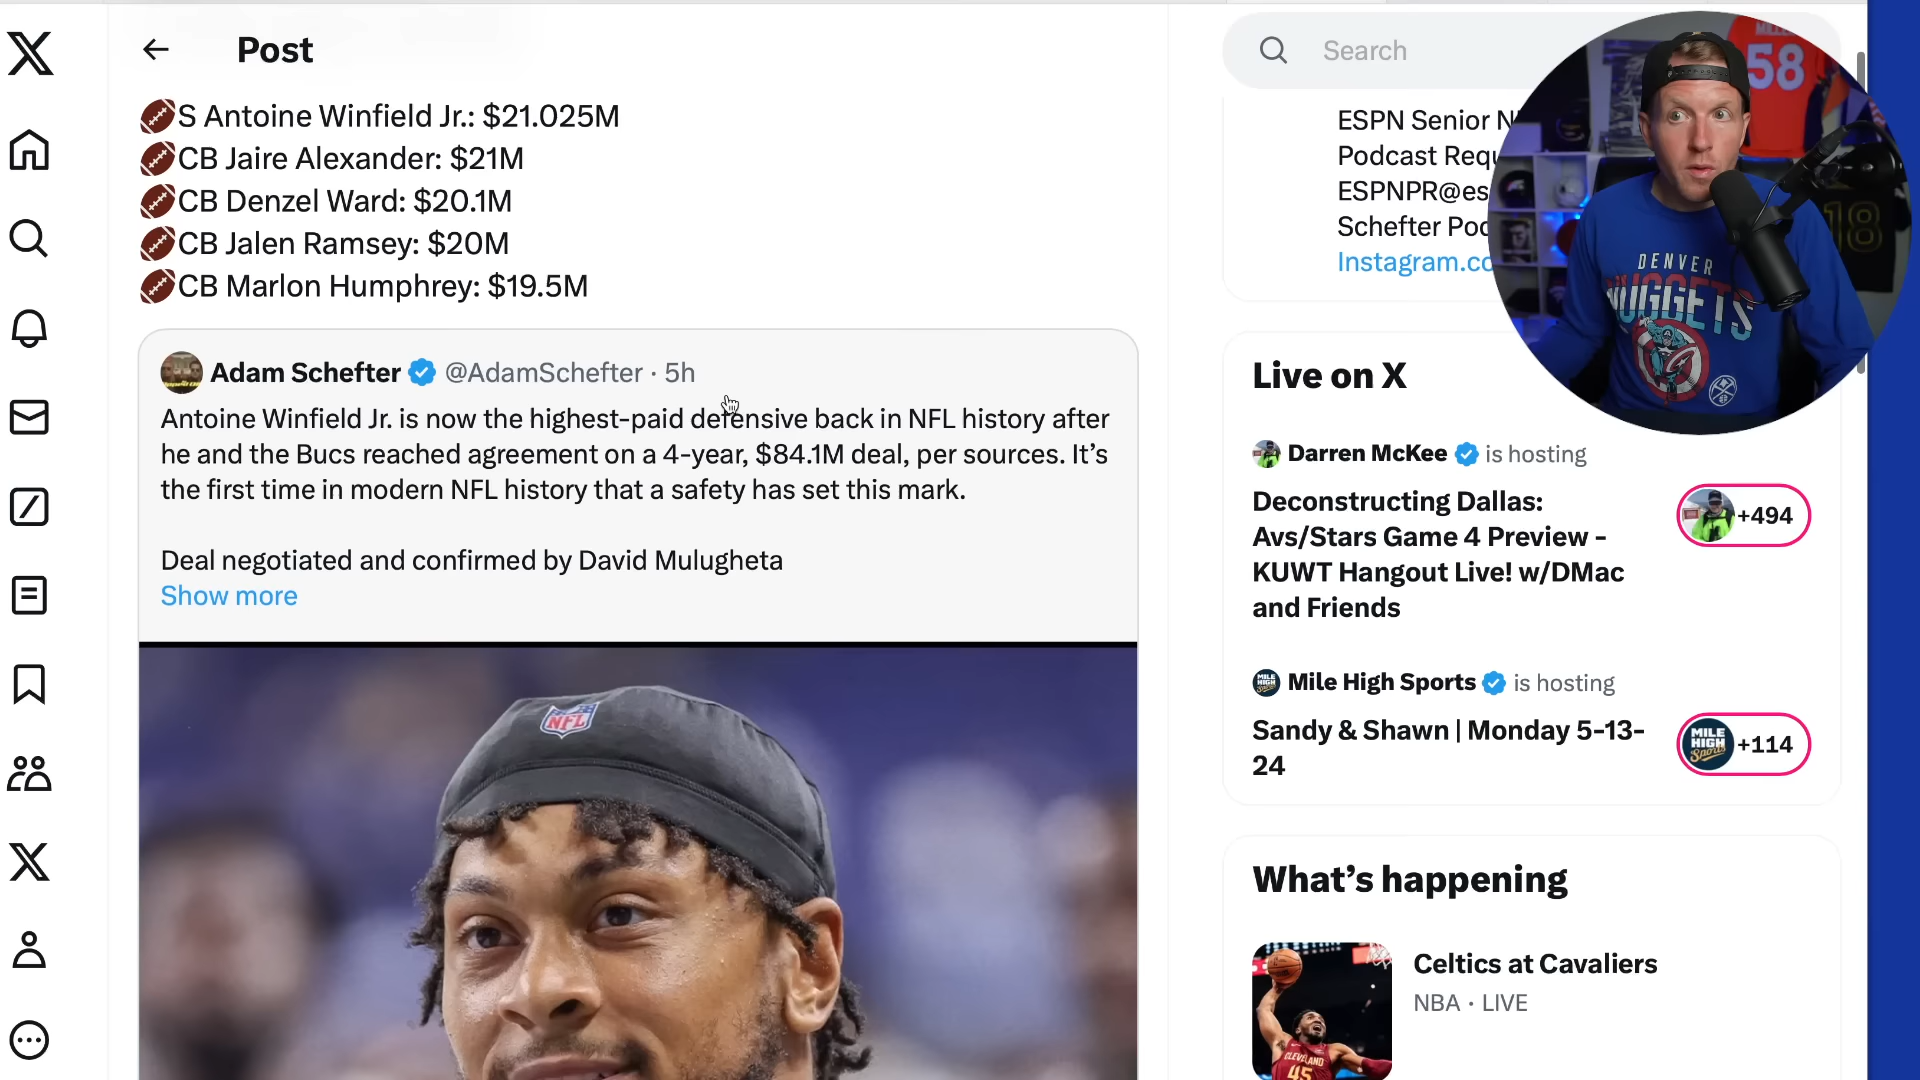 Post
S Antoine Winfield Jr.: $21.025M
CB Jaire Alexander: $21M
CB Denzel Ward: $20.1M
CB Jalen Ramsey: $20M
CB Marlon Humphrey: $19.5M
Adam Schefter @AdamSchefter · 5h
Antoine Winfield Jr. is now the highest-paid defensive back in NFL history after
he and the Bucs reached agreement on a 4-year, $84.1M deal, per sources. It’s
the first time in modern NFL history that a safety has set this mark.
Deal negotiated and confirmed by David Mulugheta
Show more
NFL
Search
ESPN Senior N
Podcast Requ
ESPNPR@es
Schefter Pod
Instagram.co
58
18
DENVER
NUGGETS
Live on X
Darren McKee is hosting
Deconstructing Dallas:
Avs/Stars Game 4 Preview -
KUWT Hangout Live! w/DMac
and Friends
+494
Mile High Sports is hosting
Sandy & Shawn | Monday 5-13-
24
MILE
HIGH
Sports
+114
What’s happening
Celtics at Cavaliers
NBA · LIVE
CLEVELAND
45